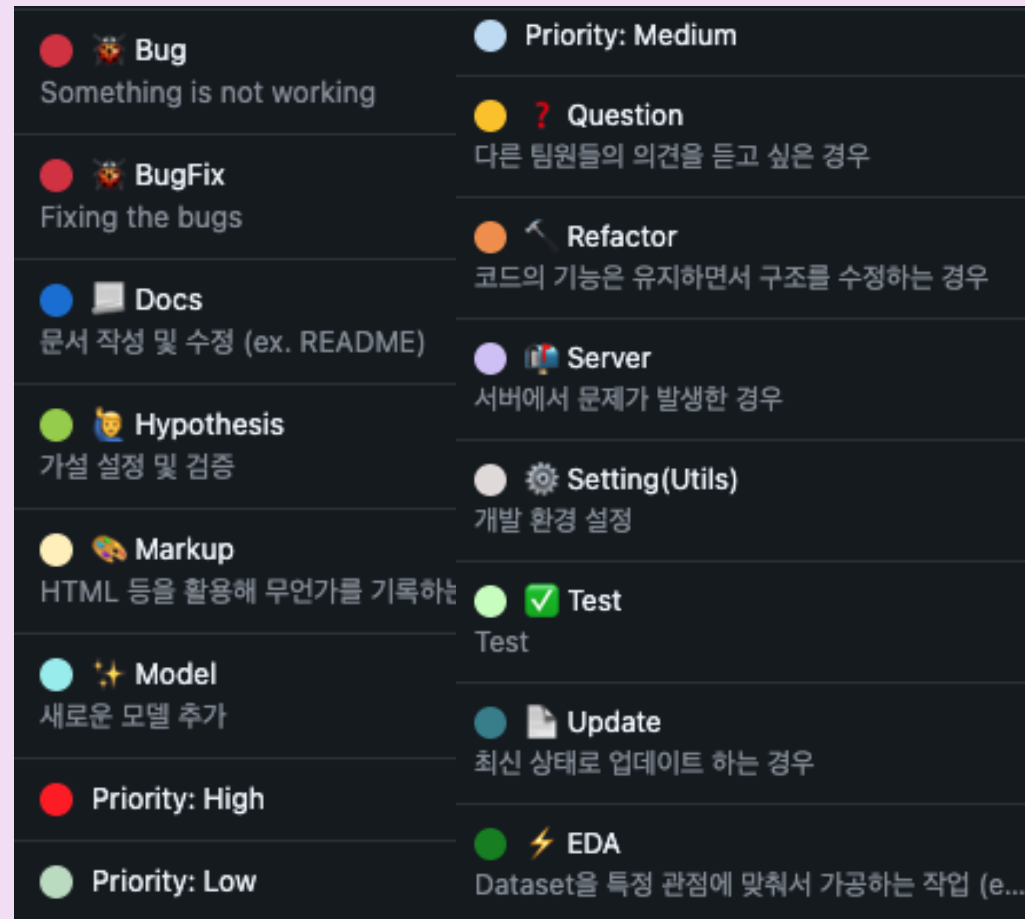 Bug
Something is not working
BugFix
Fixing the bugs
Docs
문서 작성 및 수정 (ex. README)
Hypothesis
가설 설정 및 검증
Markup
HTML 등을 활용해 무언가를 기록하는
Model
새로운 모델 추가
Priority: High
Priority: Low
Priority: Medium
Question
다른 팀원들의 의견을 듣고 싶은 경우
Refactor
코드의 기능은 유지하면서 구조를 수정하는 경우
Server
서버에서 문제가 발생한 경우
Setting(Utils)
개발 환경 설정
Test
Test
Update
최신 상태로 업데이트 하는 경우
EDA
Dataset을 특정 관점에 맞춰서 가공하는 작업 (e...